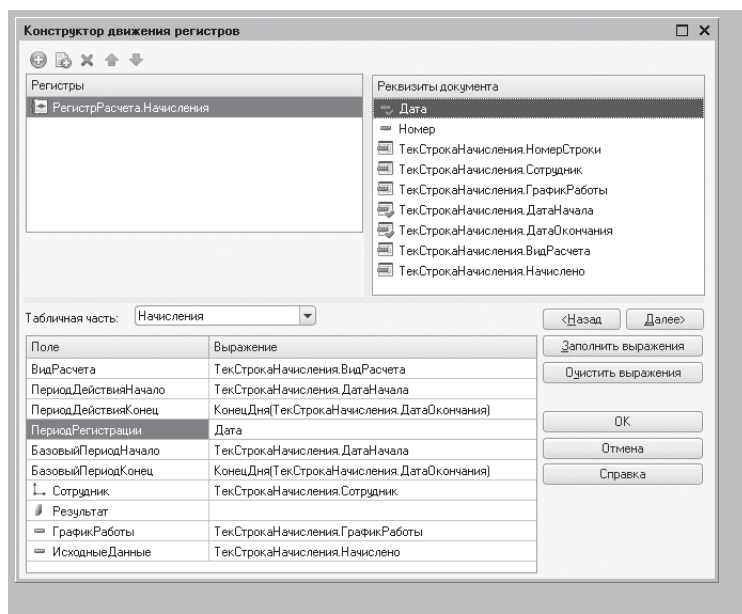 Конструктор движения регистров
Регистры
РегистрРасчета.Начисления
Реквизиты документа
Дата
Номер
ТекСтрокаНачисления.НомерСтроки
ТекСтрокаНачисления.Сотрудник
ТекСтрокаНачисления.ГрафикРаботы
ТекСтрокаНачисления.ДатаНачала
ТекСтрокаНачисления.ДатаОкончания
ТекСтрокаНачисления.ВидРасчета
ТекСтрокаНачисления.Начислено
Табличная часть: Начисления
<Назад Далее>
Заполнить выражения
Очистить выражения
ОК
Отмена
Справка
Поле Выражение
ВидРасчета ТекСтрокаНачисления.ВидРасчета
ПериодДействияНачало ТекСтрокаНачисления.ДатаНачала
ПериодДействияКонец КонецДня(ТекСтрокаНачисления.ДатаОкончания)
ПериодРегистрации Дата
БазовыйПериодНачало ТекСтрокаНачисления.ДатаНачала
БазовыйПериодКонец КонецДня(ТекСтрокаНачисления.ДатаОкончания)
Сотрудник ТекСтрокаНачисления.Сотрудник
Результат
ГрафикРаботы ТекСтрокаНачисления.ГрафикРаботы
ИсходныеДанные ТекСтрокаНачисления.Начислено